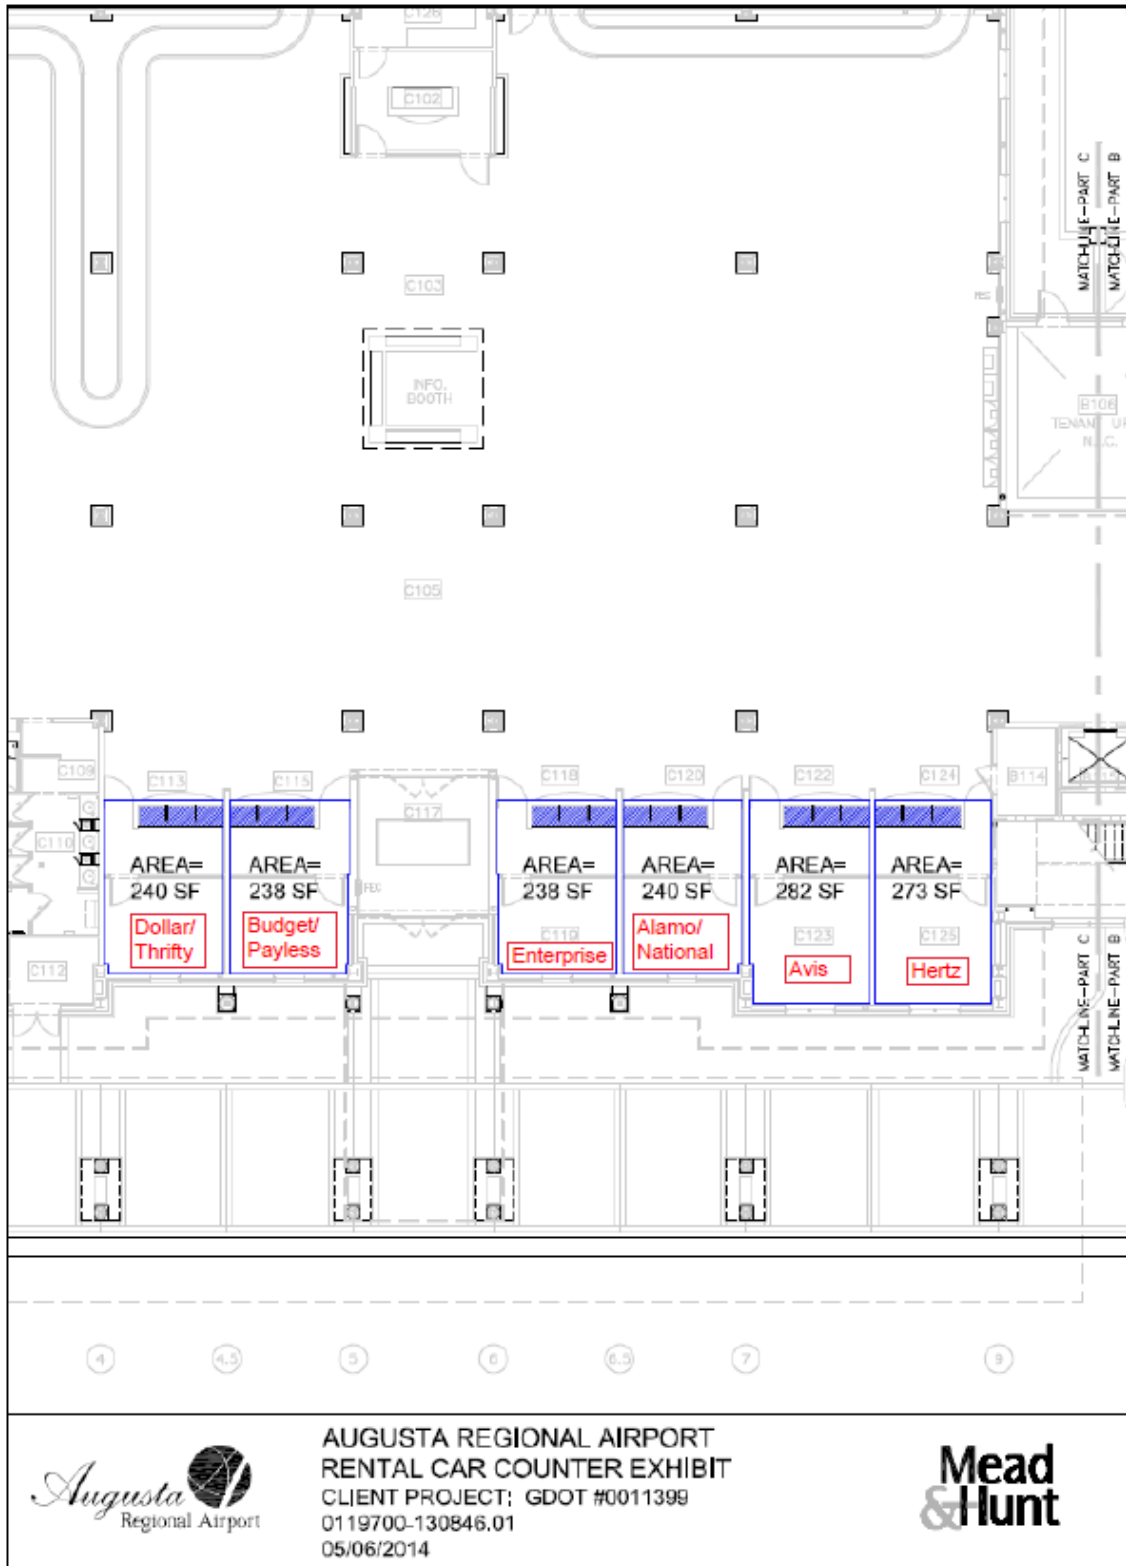 C126
C102
MATCHLINE-PART C
MATCHLINE-PART B
C103
FEC
INFO.
BOOTH
B106
TENANT
N.I.C.
C105
C109
C113
C115
C118
C120
C122
C124
B114
C117
C110
AREA=
240 SF
AREA=
238 SF
AREA=
238 SF
AREA=
240 SF
AREA=
282 SF
AREA=
273 SF
FEC
Dollar/
Thrifty
Budget/
Payless
C119
Enterprise
Alamo/
National
C123
Avis
C125
Hertz
C112
MATCHLINE-PART C
MATCHLINE-PART B
4
4.5
5
6
6.5
7
9
Augusta
Regional Airport
AUGUSTA REGIONAL AIRPORT
RENTAL CAR COUNTER EXHIBIT
CLIENT PROJECT: GDOT #0011399
0119700-130846.01
05/06/2014
Mead
&Hunt